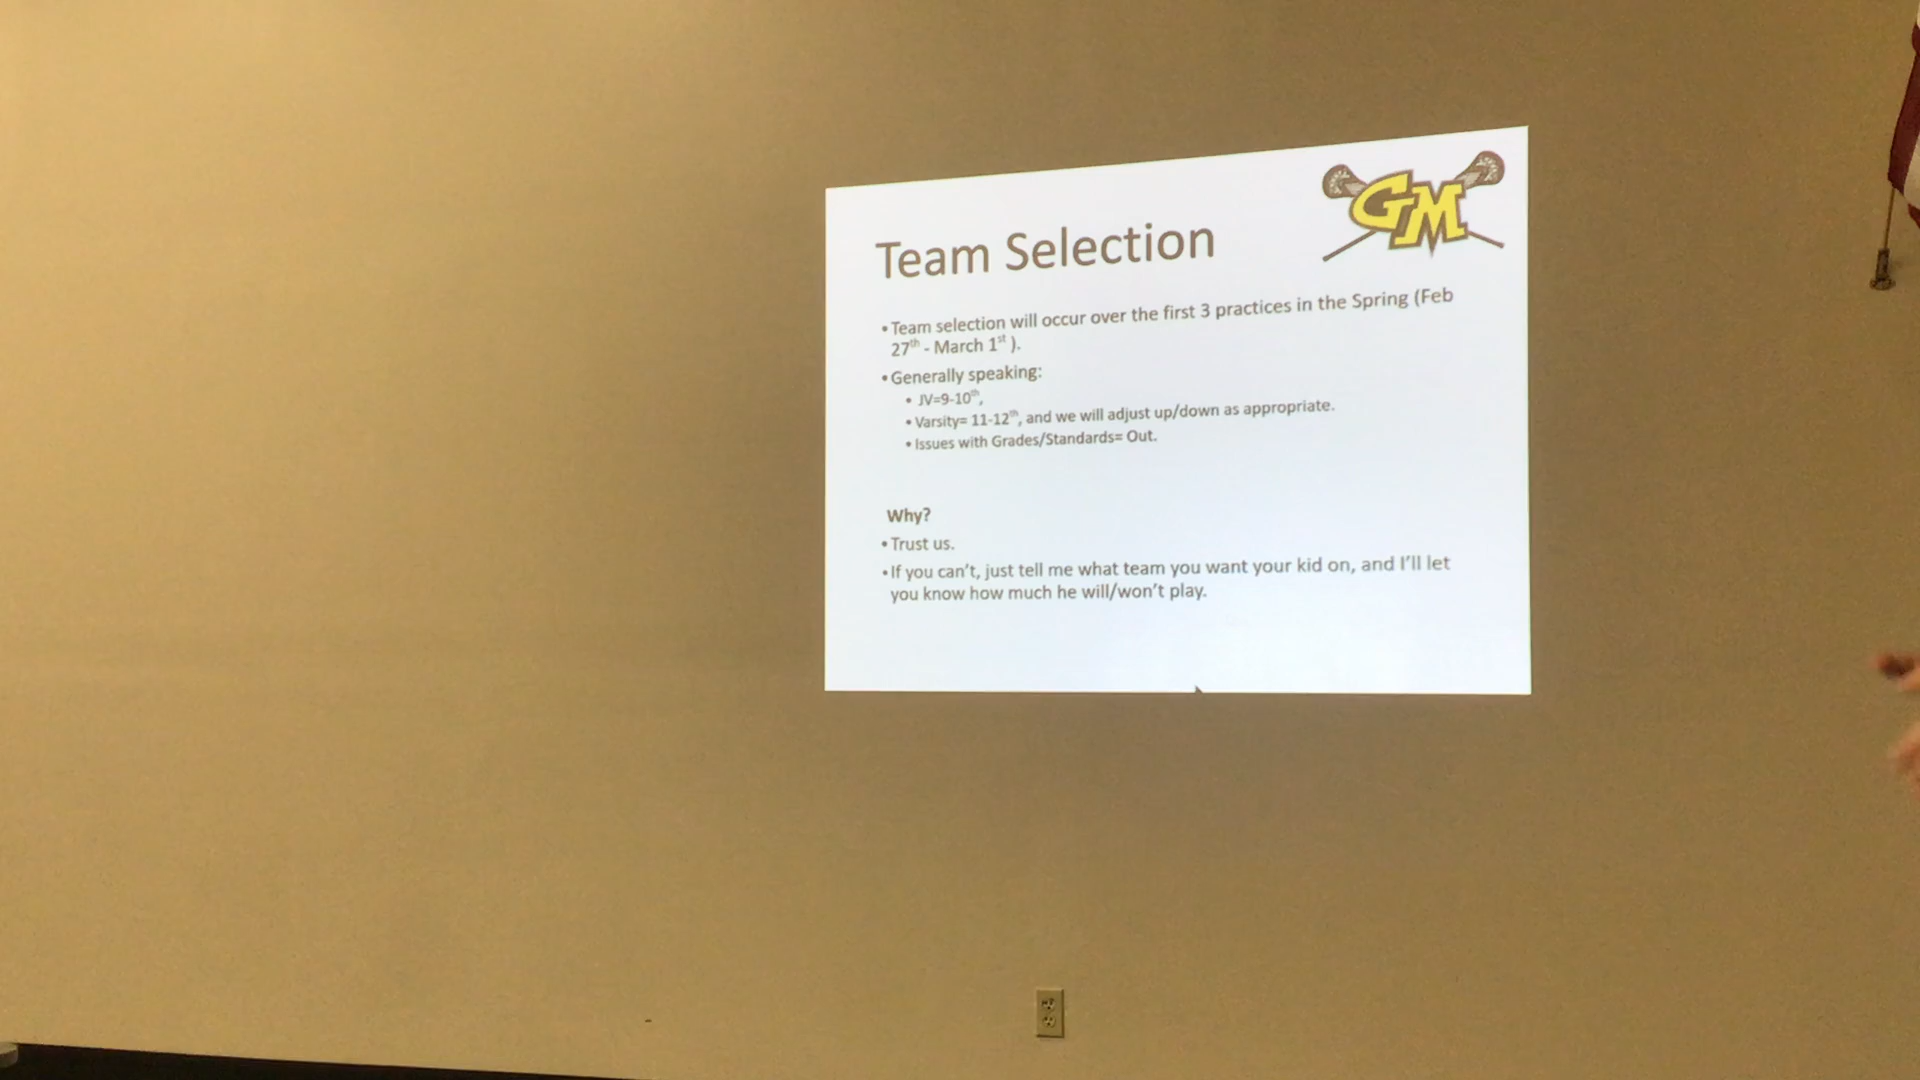 GM
Team Selection
• Team selection will occur over the first 3 practices in the Spring (Feb
27th - March 1st ).
• Generally speaking:
• JV=9-10th,
• Varsity= 11-12th, and we will adjust up/down as appropriate.
• Issues with Grades/Standards= Out.
Why?
• Trust us.
• If you can't, just tell me what team you want your kid on, and I'll let
you know how much he will/won't play.